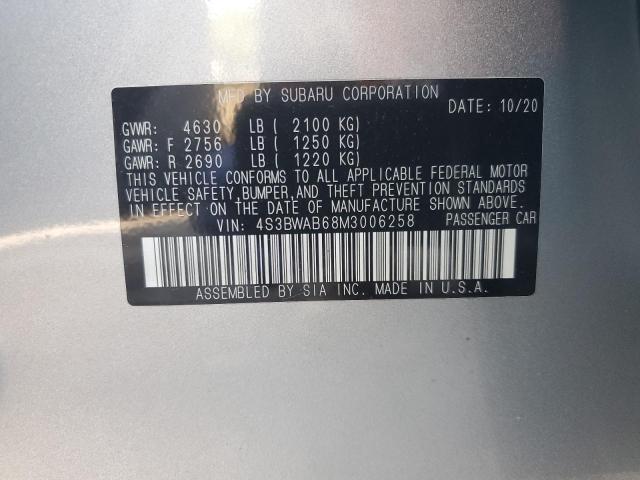 MFD BY SUBARU CORPORATION
DATE: 10/20
GVWR: 4630 LB ( 2100 KG)
GAWR: F 2756 LB ( 1250 KG)
GAWR: R 2690 LB ( 1220 KG)
THIS VEHICLE CONFORMS TO ALL APPLICABLE FEDERAL MOTOR
VEHICLE SAFETY,BUMPER,AND THEFT PREVENTION STANDARDS
IN EFFECT ON THE DATE OF MANUFACTURE SHOWN ABOVE.
VIN: 4S3BWAB68M3006258 PASSENGER CAR
ASSEMBLED BY SIA INC. MADE IN U.S.A.